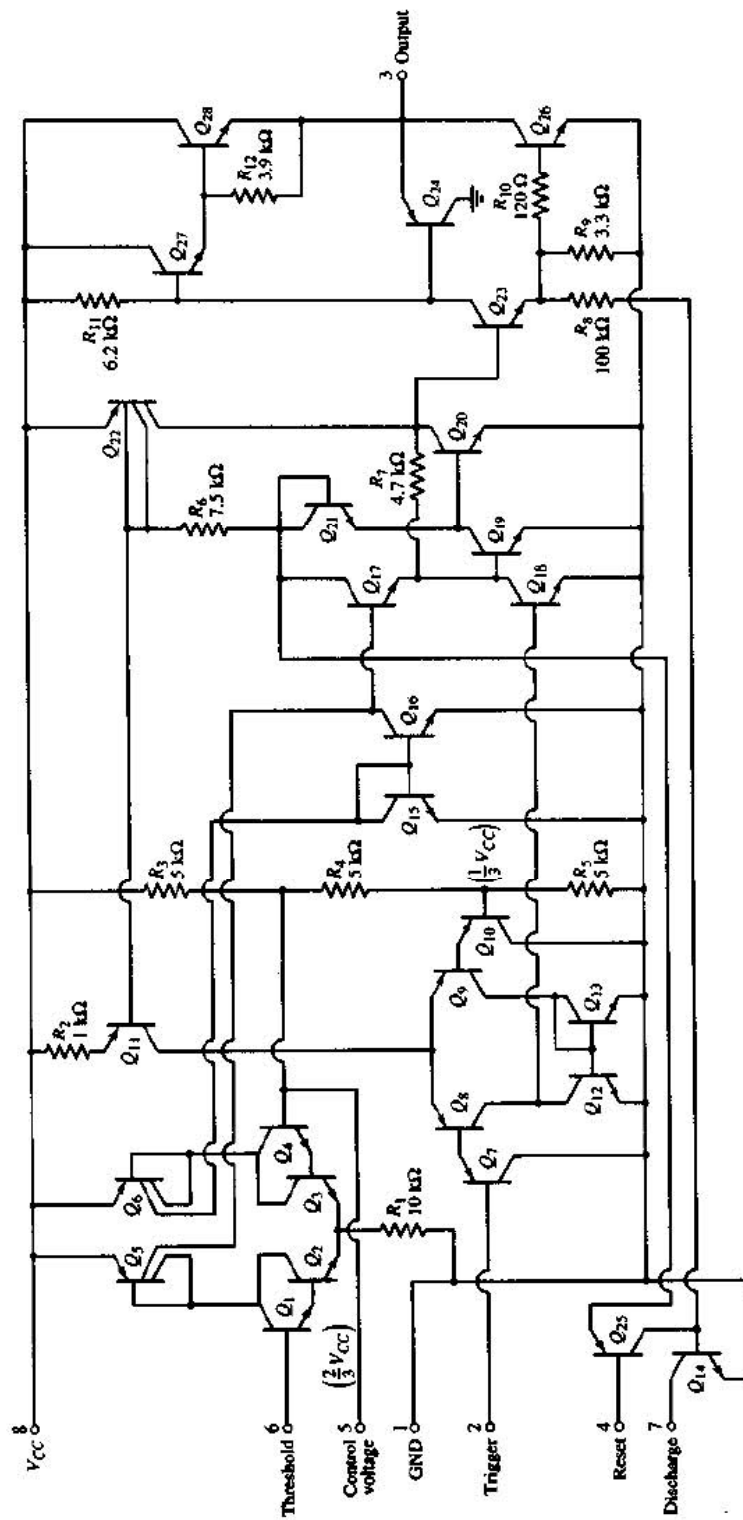 8
V_CC
6
Threshold
(2/3 V_CC)
5
Control
voltage
1
GND
2
Trigger
4
Reset
7
Discharge
3
Output
Q₁
Q₂
Q₃
Q₄
Q₅
Q₆
Q₇
Q₈
Q₉
Q₁₀
Q₁₁
Q₁₂
Q₁₃
Q₁₄
Q₁₅
Q₁₆
Q₁₇
Q₁₈
Q₁₉
Q₂₀
Q₂₁
Q₂₂
Q₂₃
Q₂₄
Q₂₅
Q₂₆
Q₂₇
Q₂₈
R₁
10 kΩ
R₂
1 kΩ
R₃
5 kΩ
R₄
5 kΩ
(1/3 V_CC)
R₅
5 kΩ
R₆
7.5 kΩ
R₇
4.7 kΩ
R₈
100 kΩ
R₉
3.3 kΩ
R₁₀
120 Ω
R₁₁
6.2 kΩ
R₁₂
3.9 kΩ